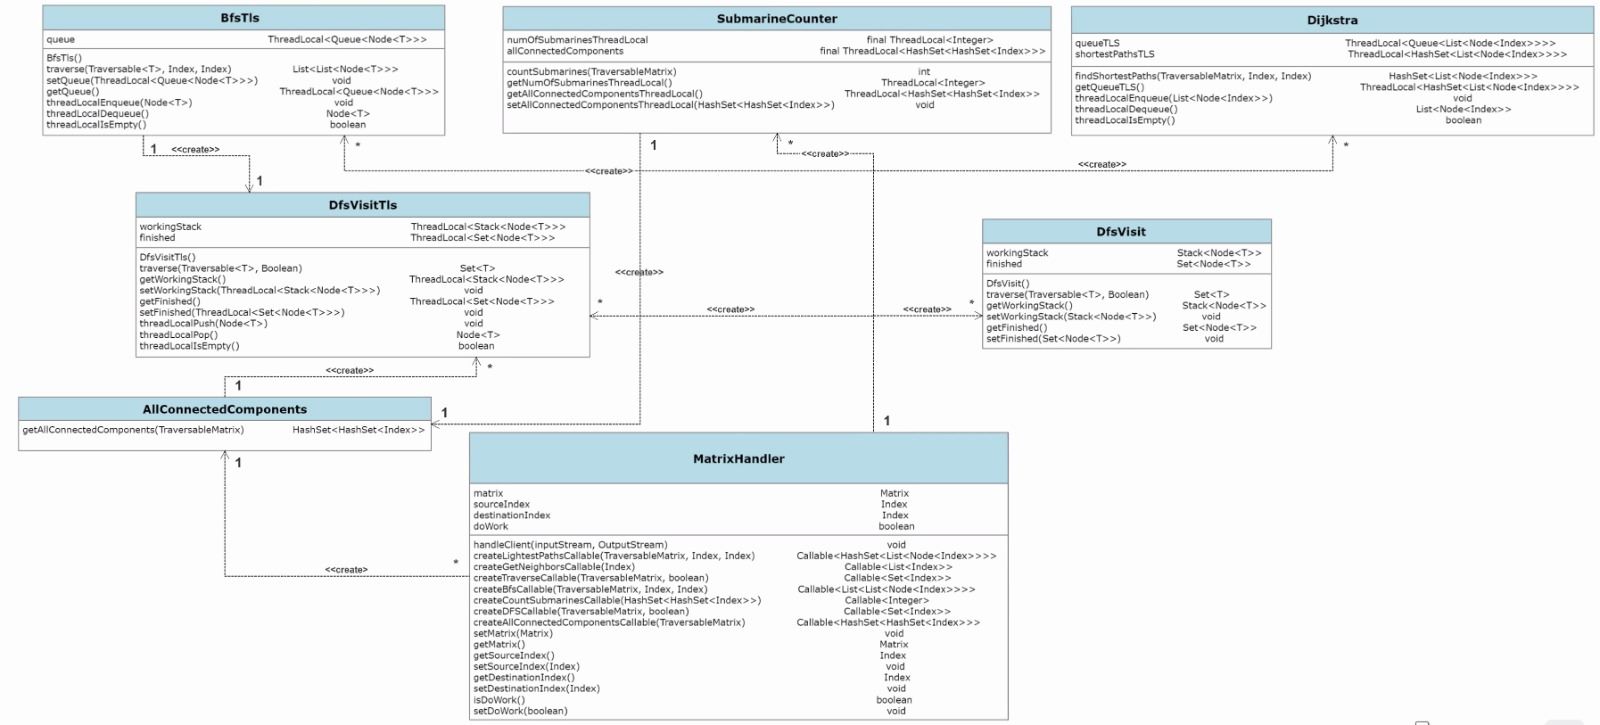 BfsTls
queue ThreadLocal<Queue<Node<T>>>
BfsTls()
traverse(Traversable<T>, Index, Index) List<List<Node<T>>>
setQueue(ThreadLocal<Queue<Node<T>>>) void
getQueue() ThreadLocal<Queue<Node<T>>>
threadLocalEnqueue(Node<T>) void
threadLocalDequeue() Node<T>
threadLocalIsEmpty() boolean
SubmarineCounter
numOfSubmarinesThreadLocal final ThreadLocal<Integer>
allConnectedComponents final ThreadLocal<HashSet<HashSet<Index>>>
countSubmarines(TraversableMatrix) int
getNumOfSubmarinesThreadLocal() ThreadLocal<Integer>
getAllConnectedComponentsThreadLocal() ThreadLocal<HashSet<HashSet<Index>>
setAllConnectedComponentsThreadLocal(HashSet<HashSet<Index>>) void
Dijkstra
queueTLS ThreadLocal<Queue<List<Node<Index>>>>
shortestPathsTLS ThreadLocal<HashSet<List<Node<Index>>>>
findShortestPaths(TraversableMatrix, Index, Index) HashSet<List<Node<Index>>>
getQueueTLS() ThreadLocal<HashSet<List<Node<Index>>>>
threadLocalEnqueue(List<Node<Index>>) void
threadLocalDequeue() List<Node<Index>>
threadLocalIsEmpty() boolean
1 <<create>>
1
*
<<create>>
<<create>>
*
1
*
<<create>>
DfsVisitTls
workingStack ThreadLocal<Stack<Node<T>>>
finished ThreadLocal<Set<Node<T>>>
DfsVisitTls()
traverse(Traversable<T>, Boolean) Set<T>
getWorkingStack() ThreadLocal<Stack<Node<T>>>
setWorkingStack(ThreadLocal<Stack<Node<T>>>) void
getFinished() ThreadLocal<Set<Node<T>>>
setFinished(ThreadLocal<Set<Node<T>>>) void
threadLocalPush(Node<T>) void
threadLocalPop() Node<T>
threadLocalIsEmpty() boolean
<<create>>
* <<create>> <<create>> *
DfsVisit
workingStack Stack<Node<T>>
finished Set<Node<T>>
DfsVisit()
traverse(Traversable<T>, Boolean) Set<T>
getWorkingStack() Stack<Node<T>>
setWorkingStack(Stack<Node<T>>) void
getFinished() Set<Node<T>>
setFinished(Set<Node<T>>) void
<<create>> *
1
AllConnectedComponents
getAllConnectedComponents(TraversableMatrix) HashSet<HashSet<Index>>
1
1
1
<<create>
*
MatrixHandler
matrix Matrix
sourceIndex Index
destinationIndex Index
doWork boolean
handleClient(inputStream, OutputStream) void
createLightestPathsCallable(TraversableMatrix, Index, Index) Callable<HashSet<List<Node<Index>>>>
createGetNeighborsCallable(Index) Callable<List<Index>>
createTraverseCallable(TraversableMatrix, boolean) Callable<Set<Index>>
createBfsCallable(TraversableMatrix, Index, Index) Callable<List<List<Node<Index>>>>
createCountSubmarinesCallable(HashSet<HashSet<Index>>) Callable<Integer>
createDFSCallable(TraversableMatrix, boolean) Callable<Set<Index>>
createAllConnectedComponentsCallable(TraversableMatrix) Callable<HashSet<HashSet<Index>>>
setMatrix(Matrix) void
getMatrix() Matrix
getSourceIndex() Index
setSourceIndex(Index) void
getDestinationIndex() Index
setDestinationIndex(Index) void
isDoWork() boolean
setDoWork(boolean) void